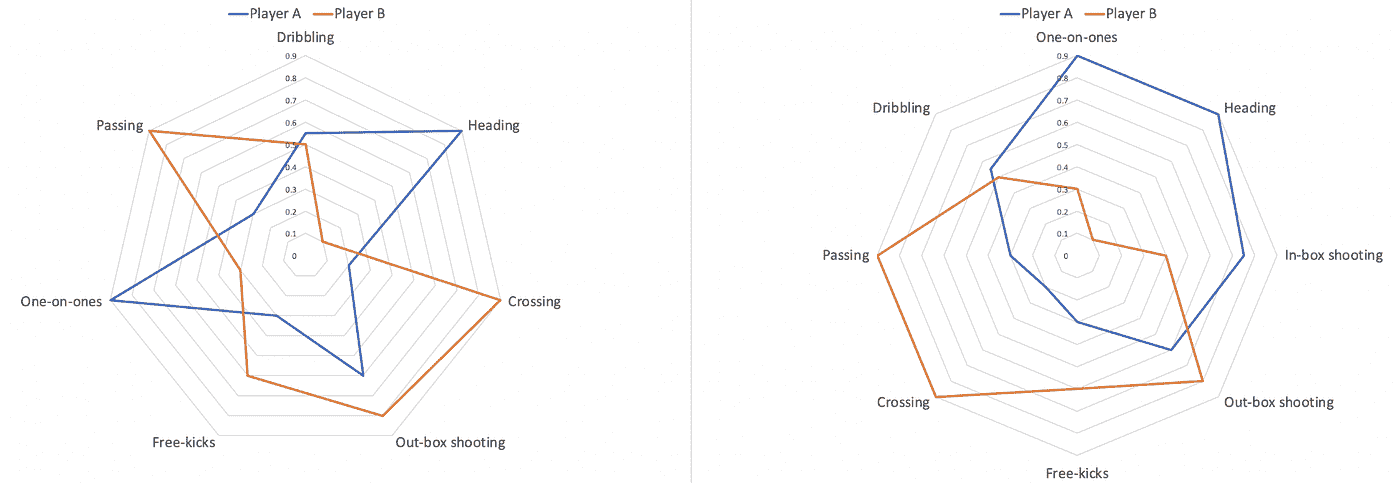 Player A Player B
Dribbling
0.9
0.8
0.7
0.6
0.5
0.4
0.3
0.2
0.1
0
Passing
Heading
One-on-ones
Crossing
Free-kicks
Out-box shooting
Player A Player B
One-on-ones
0.9
0.8
0.7
0.6
0.5
0.4
0.3
0.2
0.1
0
Dribbling
Heading
Passing
In-box shooting
Crossing
Out-box shooting
Free-kicks